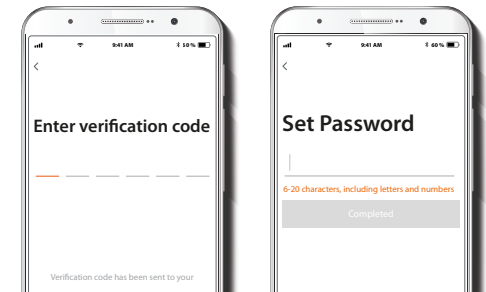 9:41 AM
50%
<
Enter verification code
Verification code has been sent to your
9:41 AM
60%
<
Set Password
6-20 characters, including letters and numbers
Completed